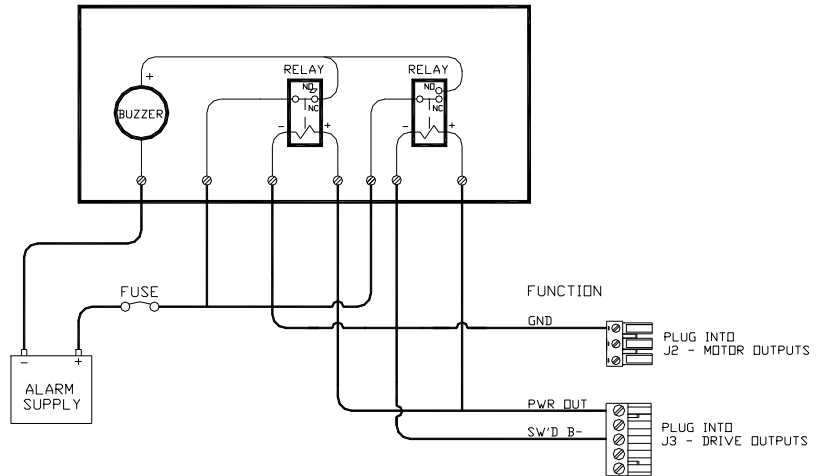 RELAY
RELAY
NO
NO
+
BUZZER
NC
NC
-
+
-
+
FUSE
FUNCTION
GND
PLUG INTO
J2 - MOTOR OUTPUTS
-
+
ALARM
SUPPLY
PWR OUT
SW'D B-
PLUG INTO
J3 - DRIVE OUTPUTS